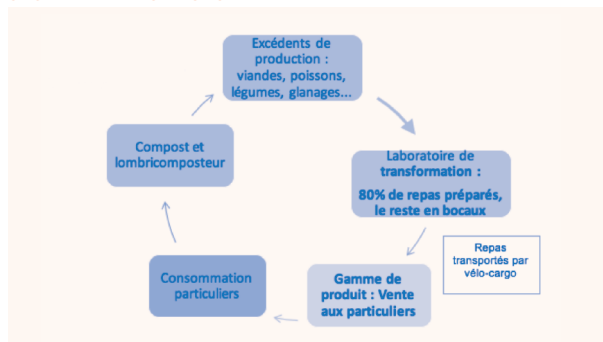 Excédents de
production :
viandes, poissons,
légumes, glanages...
Laboratoire de
transformation :
80% de repas préparés,
le reste en bocaux
Repas
transportés par
vélo-cargo
Gamme de
produit : Vente
aux particuliers
Consommation
particuliers
Compost et
lombricomposteur